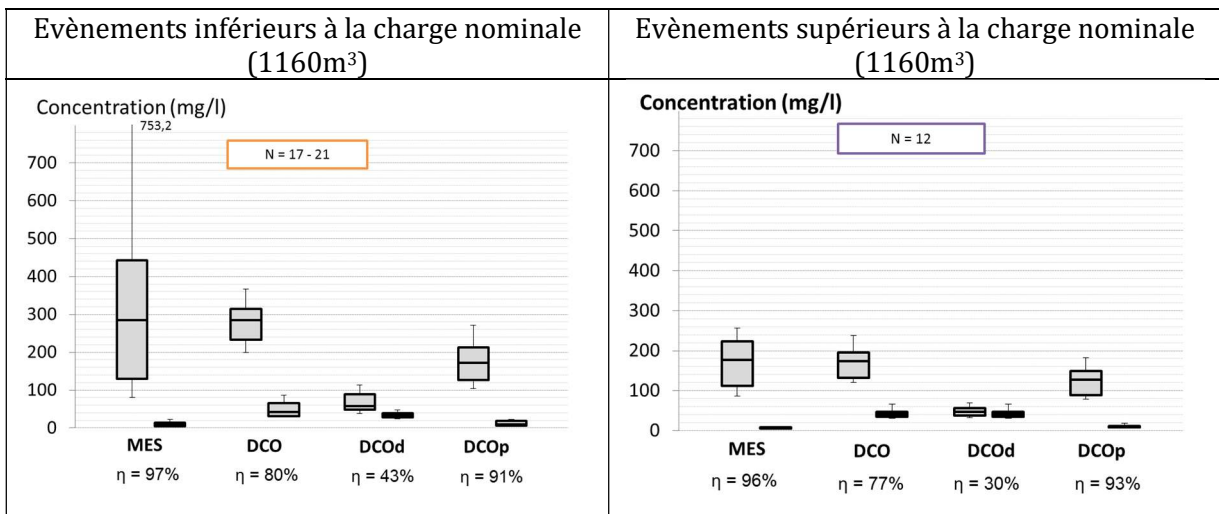 Evènements inférieurs à la charge nominale
(1160m³)
Evènements supérieurs à la charge nominale
(1160m³)
Concentration (mg/l)
753,2
N = 17 - 21
700
600
500
400
300
200
100
0
MES DCO DCOd DCOp
η = 97% η = 80% η = 43% η = 91%
Concentration (mg/l)
N = 12
700
600
500
400
300
200
100
0
MES DCO DCOd DCOp
η = 96% η = 77% η = 30% η = 93%